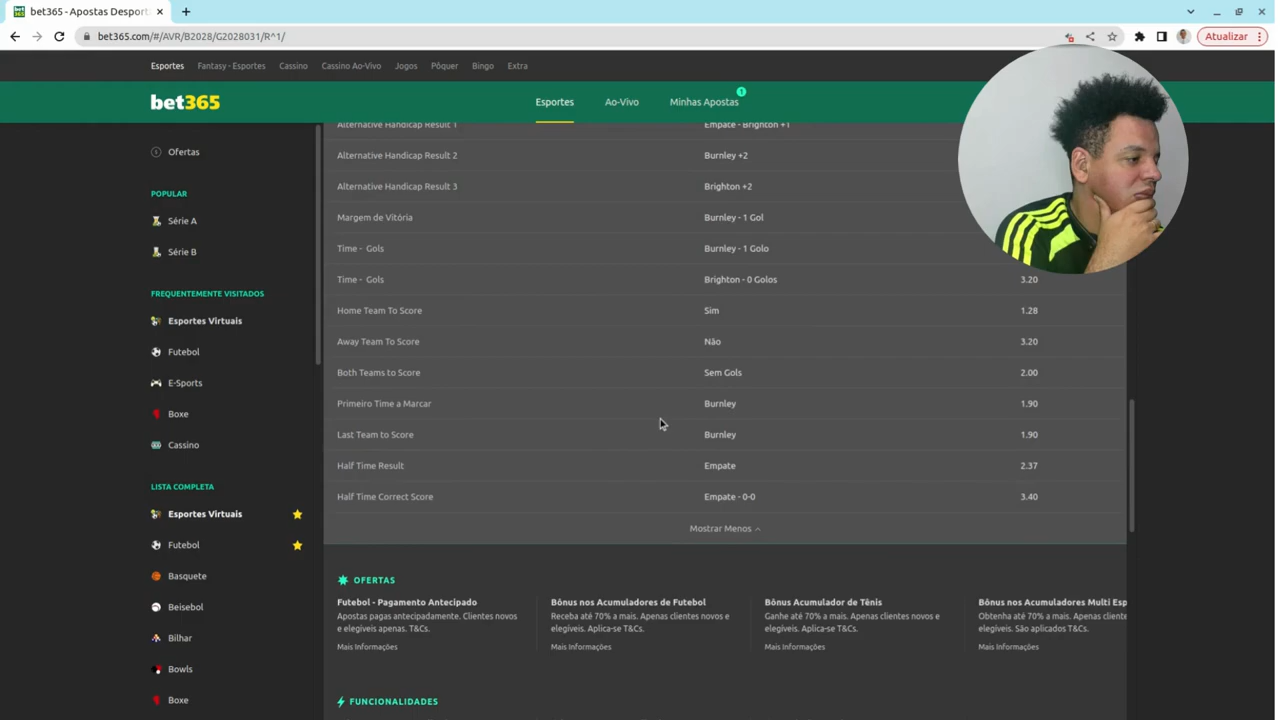 bet365 - Apostas Desport
bet365.com/#/AVR/B2028/G2028031/R^1/
Atualizar
Esportes Fantasy - Esportes Cassino Cassino Ao-Vivo Jogos Pôquer Bingo Extra
bet365
Esportes Ao-Vivo Minhas Apostas 1
Ofertas
POPULAR
Série A
Série B
FREQUENTEMENTE VISITADOS
Esportes Virtuais
Futebol
E-Sports
Boxe
Cassino
LISTA COMPLETA
Esportes Virtuais
Futebol
Basquete
Beisebol
Bilhar
Bowls
Boxe
Alternative Handicap Result 1 Empate - Brighton +1
Alternative Handicap Result 2 Burnley +2
Alternative Handicap Result 3 Brighton +2
Margem de Vitória Burnley - 1 Gol
Time - Gols Burnley - 1 Golo
Time - Gols Brighton - 0 Golos 3.20
Home Team To Score Sim 1.28
Away Team To Score Não 3.20
Both Teams to Score Sem Gols 2.00
Primeiro Time a Marcar Burnley 1.90
Last Team to Score Burnley 1.90
Half Time Result Empate 2.37
Half Time Correct Score Empate - 0-0 3.40
Mostrar Menos
OFERTAS
Futebol - Pagamento Antecipado
Apostas pagas antecipadamente. Clientes novos
e elegíveis apenas. T&Cs.
Mais Informações
Bônus nos Acumuladores de Futebol
Receba até 70% a mais. Apenas clientes novos e
elegíveis. Aplica-se T&Cs.
Mais Informações
Bônus Acumulador de Tênis
Ganhe até 70% a mais. Apenas clientes novos e
elegíveis. Aplica-se T&Cs.
Mais Informações
Bônus nos Acumuladores Multi Esp
Obtenha até 70% a mais. Apenas clientes
elegíveis. São aplicados T&Cs.
Mais Informações
FUNCIONALIDADES